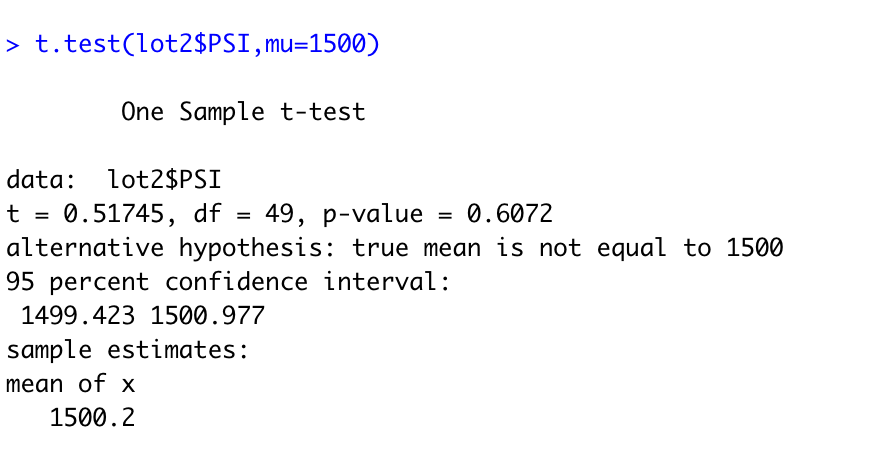 > t.test(lot2$PSI,mu=1500)
One Sample t-test
data:  lot2$PSI
t = 0.51745, df = 49, p-value = 0.6072
alternative hypothesis: true mean is not equal to 1500
95 percent confidence interval:
 1499.423 1500.977
sample estimates:
mean of x
   1500.2